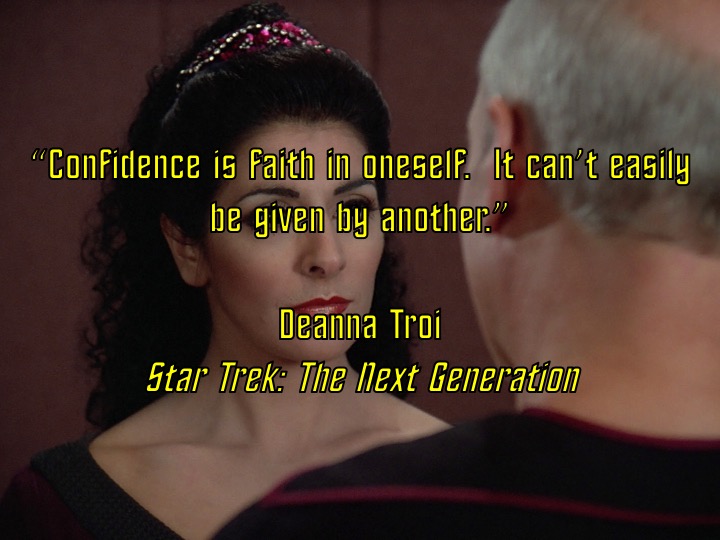 “Confidence is faith in oneself.  It can’t easily
be given by another.”
Deanna Troi
Star Trek: The Next Generation